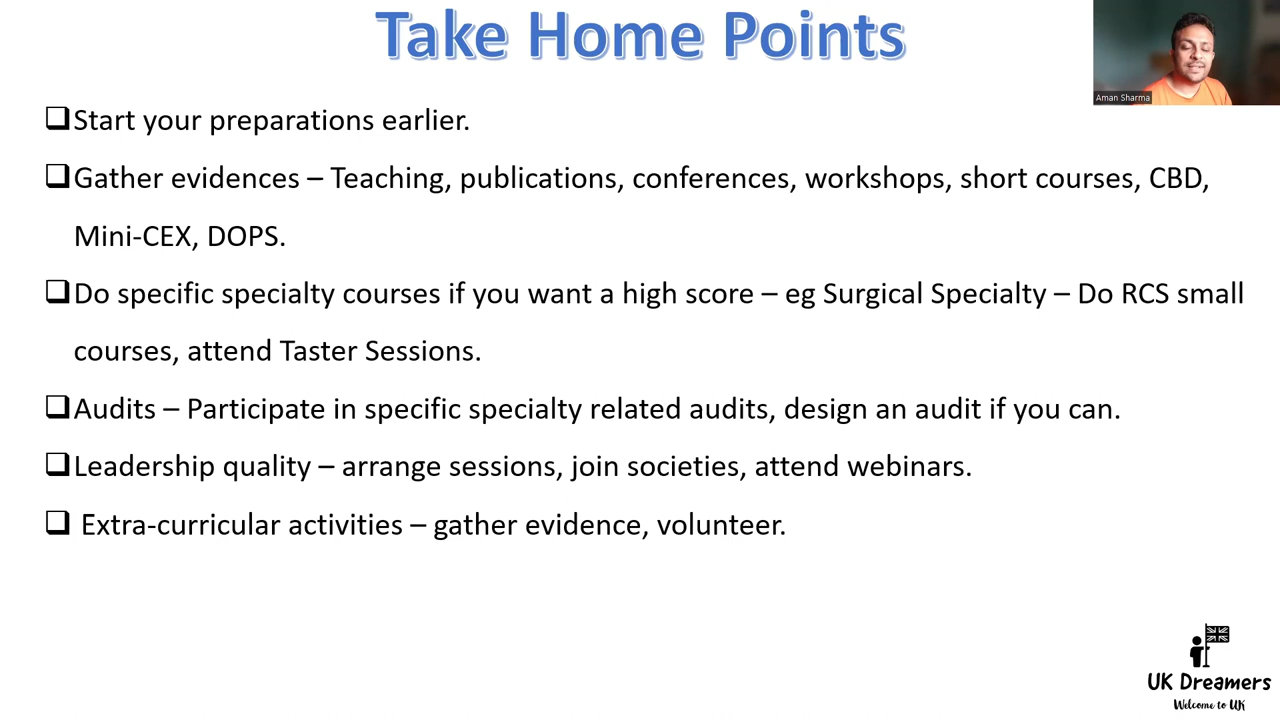 Take Home Points
Aman Sharma
Start your preparations earlier.
Gather evidences – Teaching, publications, conferences, workshops, short courses, CBD,
Mini-CEX, DOPS.
Do specific specialty courses if you want a high score – eg Surgical Specialty – Do RCS small
courses, attend Taster Sessions.
Audits – Participate in specific specialty related audits, design an audit if you can.
Leadership quality – arrange sessions, join societies, attend webinars.
Extra-curricular activities – gather evidence, volunteer.
UK Dreamers
Welcome to UK